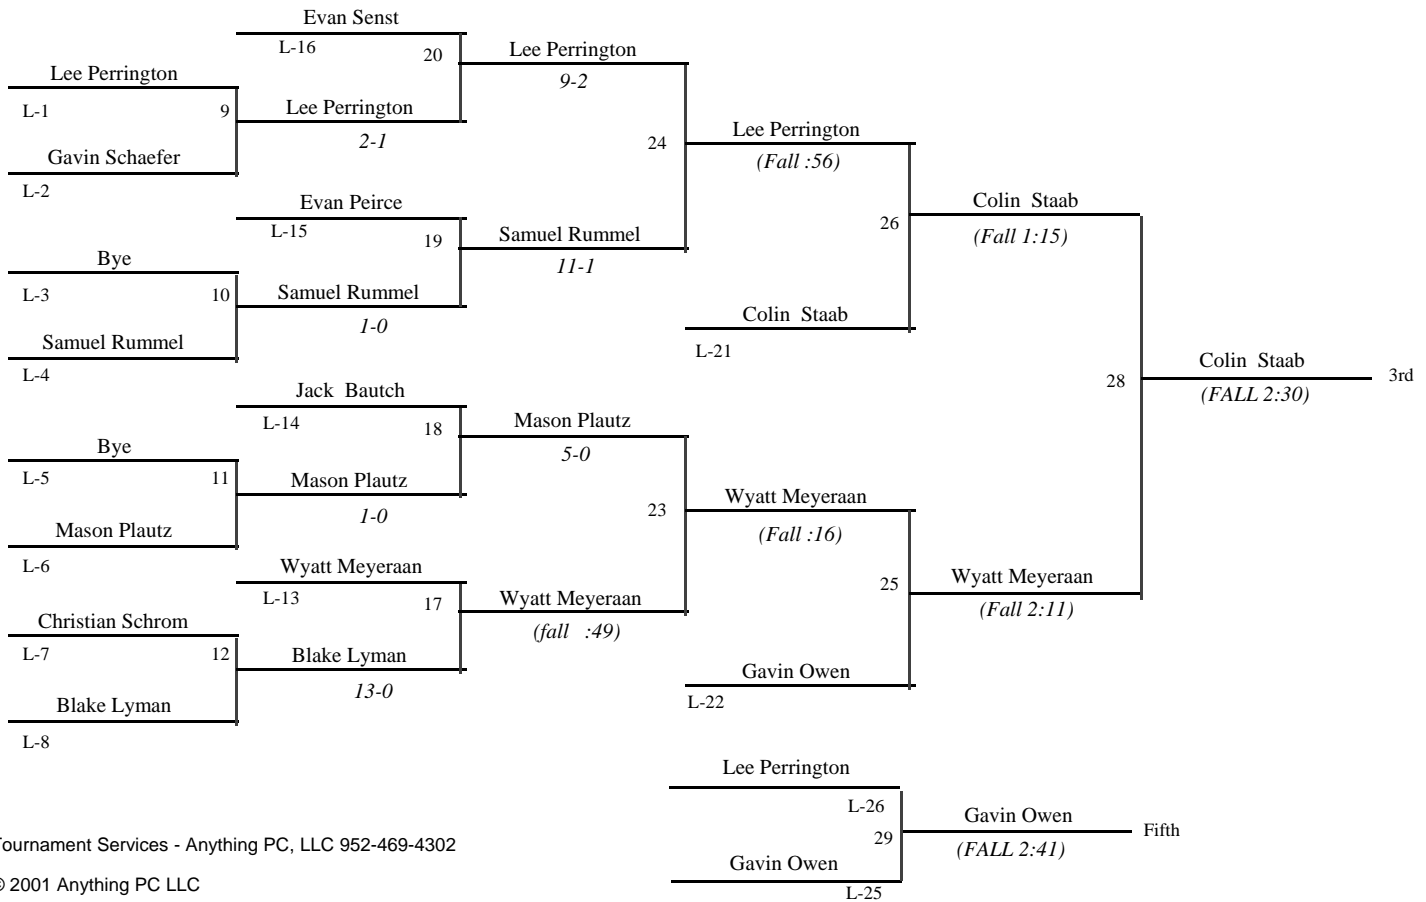 Evan Senst
L-16
20
Lee Perrington
9-2
Lee Perrington
L-1
9
Lee Perrington
2-1
Gavin Schaefer
L-2
24
Lee Perrington
(Fall :56)
Evan Peirce
L-15
19
Samuel Rummel
11-1
26
Colin  Staab
(Fall 1:15)
Bye
L-3
10
Samuel Rummel
1-0
Samuel Rummel
L-4
Colin  Staab
L-21
28
Colin  Staab
(FALL 2:30)
3rd
Jack  Bautch
L-14
18
Mason Plautz
5-0
Bye
L-5
11
Mason Plautz
1-0
Mason Plautz
L-6
23
Wyatt Meyeraan
(Fall :16)
Wyatt Meyeraan
L-13
17
Wyatt Meyeraan
(fall   :49)
25
Wyatt Meyeraan
(Fall 2:11)
Christian Schrom
L-7
12
Blake Lyman
13-0
Blake Lyman
L-8
Gavin Owen
L-22
Lee Perrington
L-26
29
Gavin Owen
(FALL 2:41)
Fifth
Gavin Owen
L-25
Tournament Services - Anything PC, LLC 952-469-4302
© 2001 Anything PC LLC